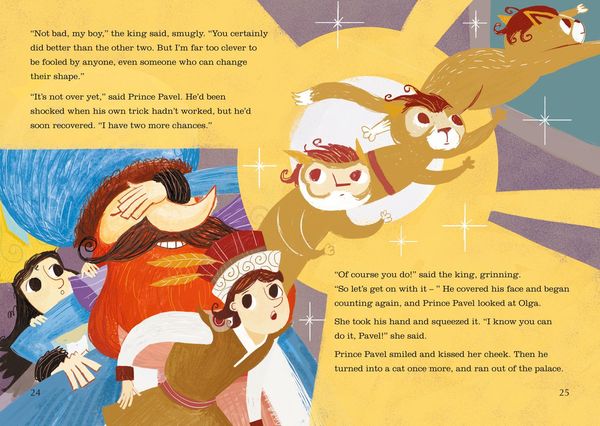 “Not bad, my boy,” the king said, smugly. “You certainly
did better than the other two. But I’m far too clever to
be fooled by anyone, even someone who can change
their shape.”
“It’s not over yet,” said Prince Pavel. He’d been
shocked when his own trick hadn’t worked, but he’d
soon recovered. “I have two more chances.”
“Of course you do!” said the king, grinning.
“So let’s get on with it – ” He covered his face and began
counting again, and Prince Pavel looked at Olga.
She took his hand and squeezed it. “I know you can
do it, Pavel!” she said.
Prince Pavel smiled and kissed her cheek. Then he
turned into a cat once more, and ran out of the palace.
24
25